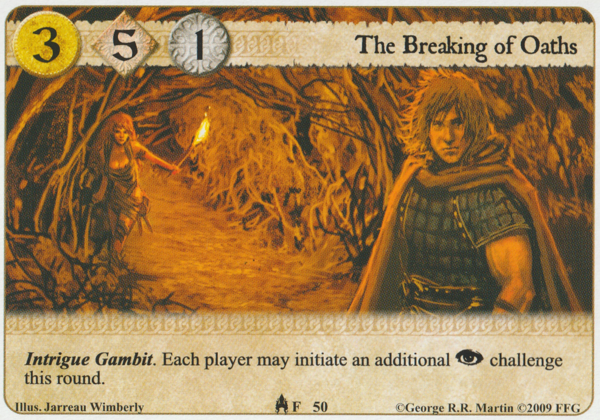 3 5 1 The Breaking of Oaths
Intrigue Gambit. Each player may initiate an additional challenge
this round.
Illus. Jarreau Wimberly F 50 ©George R.R. Martin ©2009 FFG